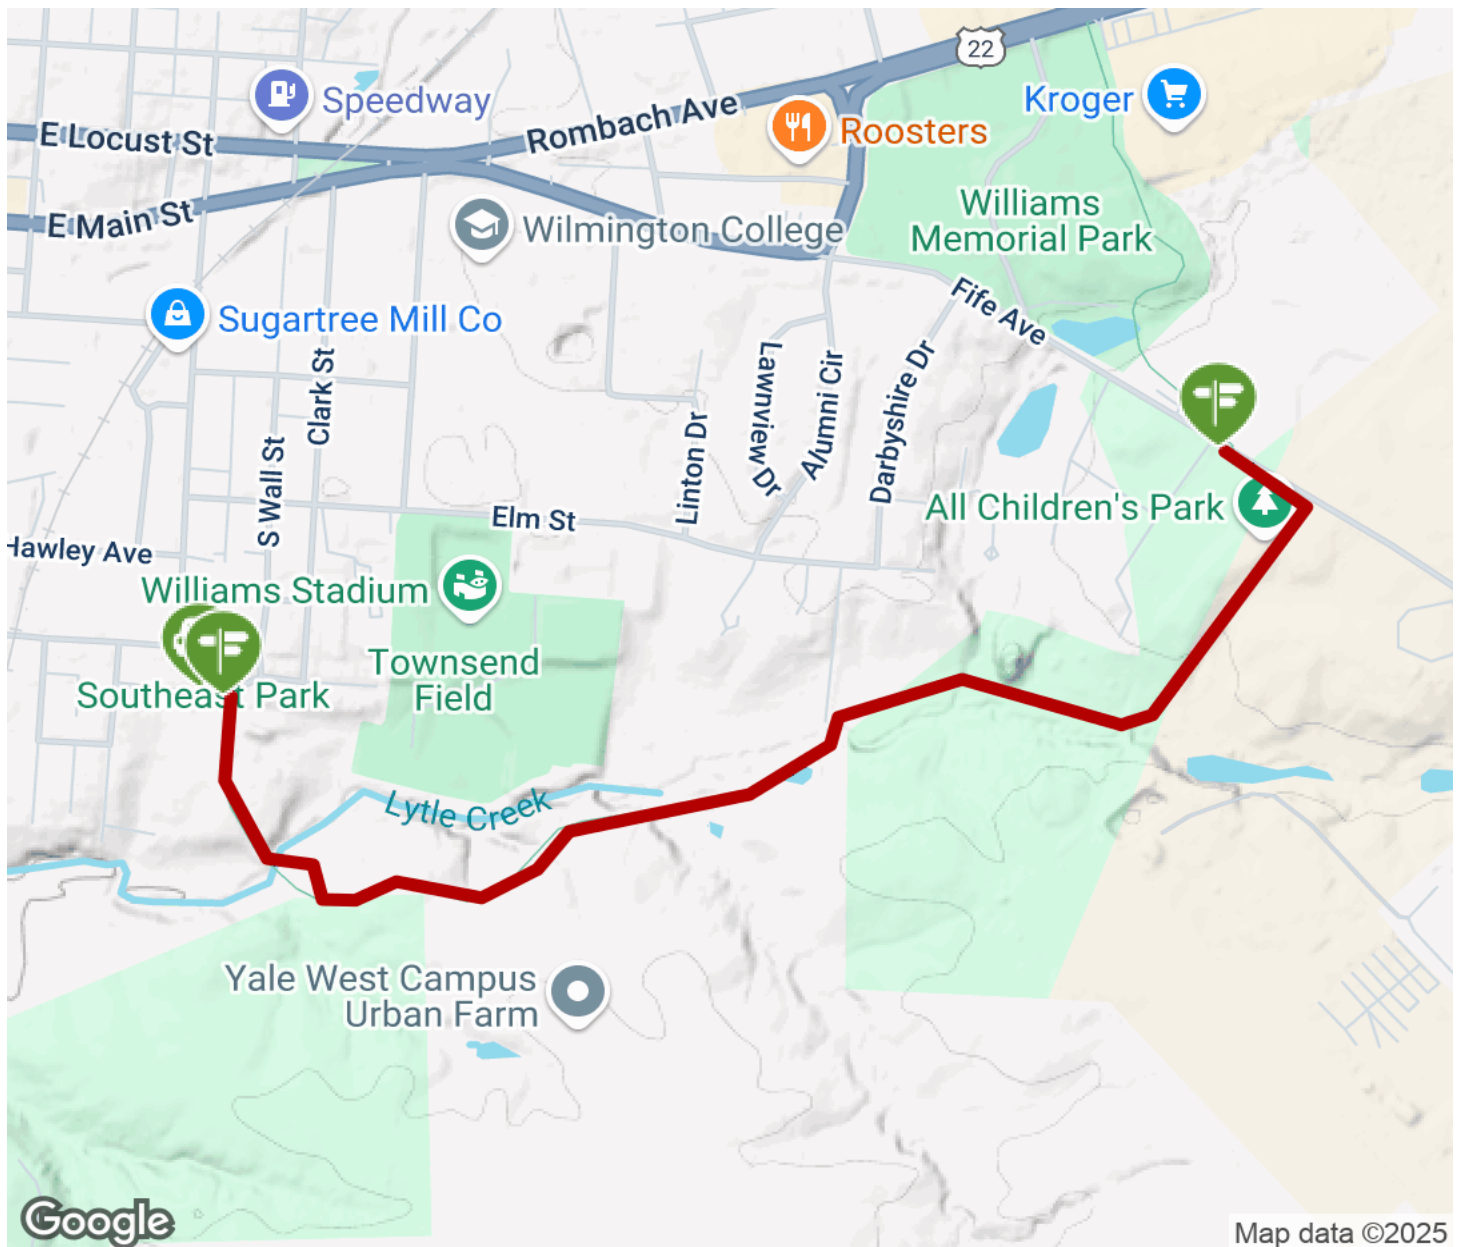 22
Speedway
Kroger
E Locust St
Rombach Ave
Roosters
E Main St
Wilmington College
Williams
Memorial Park
Sugartree Mill Co
Fife Ave
Clark St
Lawnview Dr
Alumni Cir
Darbyshire Dr
Linton Dr
S Wall St
All Children's Park
Elm St
Hawley Ave
Williams Stadium
Townsend
Field
Southeast Park
Lytle Creek
Yale West Campus
Urban Farm
Google
Map data ©2025